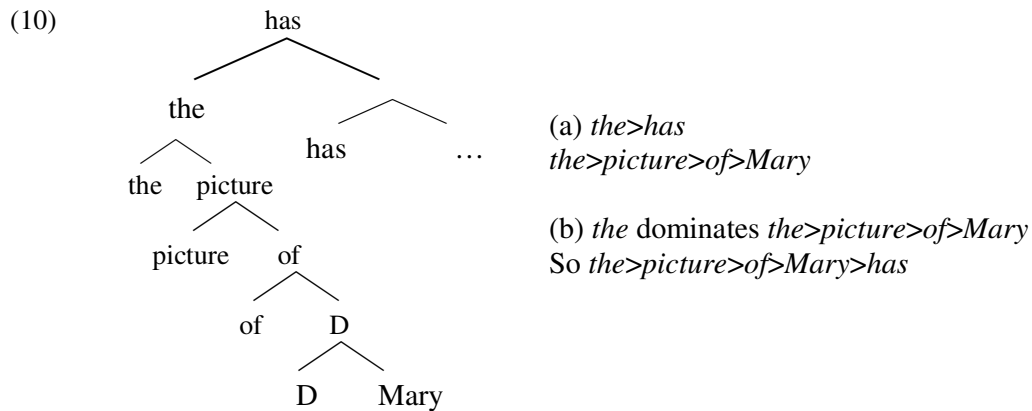 (10)
has
the
has
…
(a) the>has
the>picture>of>Mary
the
picture
(b) the dominates the>picture>of>Mary
So the>picture>of>Mary>has
picture
of
of
D
D
Mary